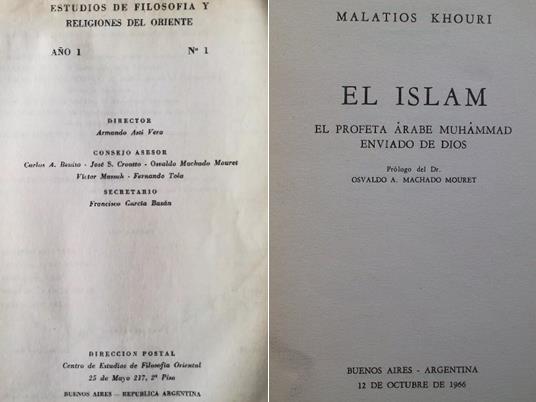 ESTUDIOS DE FILOSOFIA Y
RELIGIONES DEL ORIENTE
AÑO 1 Nº 1
DIRECTOR
Armando Asti Vera
CONSEJO ASESOR
Carlos A. Benito - José S. Croatto - Osvaldo Machado Mouret
Víctor Massuh - Fernando Tola
SECRETARIO
Francisco García Bazán
DIRECCION POSTAL
Centro de Estudios de Filosofía Oriental
25 de Mayo 217, 2º Piso
BUENOS AIRES — REPUBLICA ARGENTINA
MALATIOS KHOURI
EL ISLAM
EL PROFETA ÁRABE MUHÁMMAD
ENVIADO DE DIOS
Prólogo del Dr.
OSVALDO A. MACHADO MOURET
BUENOS AIRES - ARGENTINA
12 DE OCTUBRE DE 1966